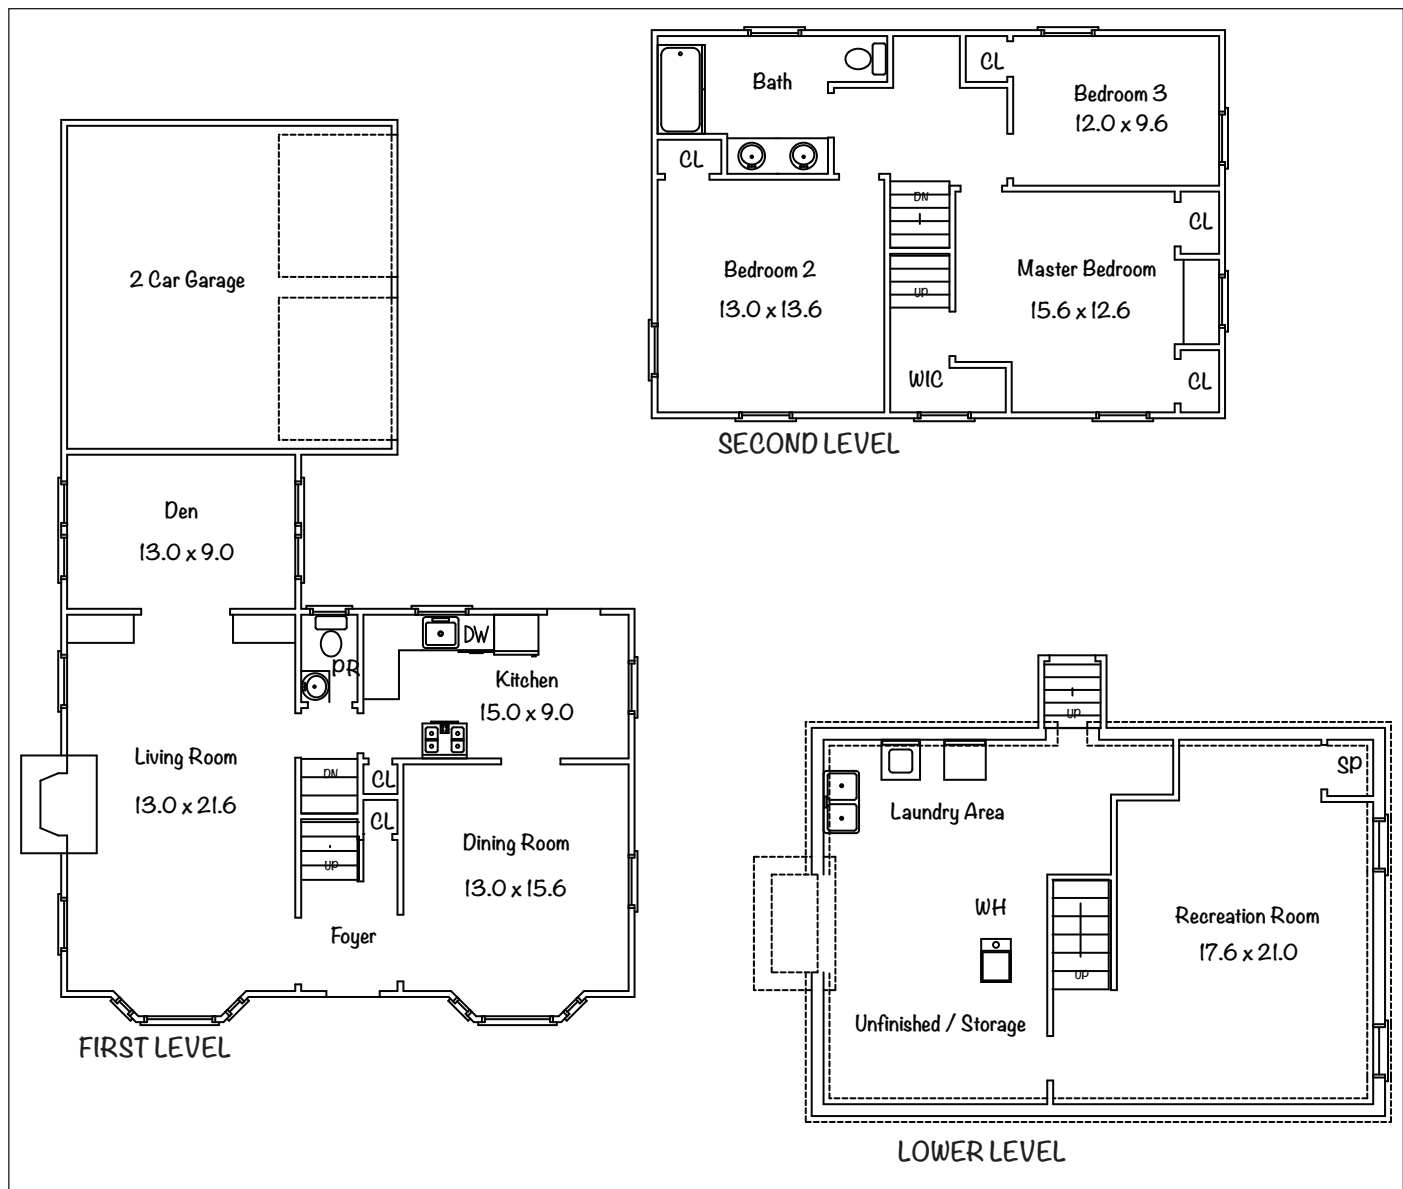 CL
Bath
Bedroom 3
12.0 x 9.6
CL
DN
CL
Bedroom 2
13.0 x 13.6
Master Bedroom
15.6 x 12.6
UP
WIC
CL
SECOND LEVEL
2 Car Garage
Den
13.0 x 9.0
DW
PR
Kitchen
15.0 x 9.0
Living Room
13.0 x 21.6
DN
CL
CL
UP
Dining Room
13.0 x 15.6
Foyer
FIRST LEVEL
UP
SP
Laundry Area
WH
Recreation Room
17.6 x 21.0
UP
Unfinished / Storage
LOWER LEVEL